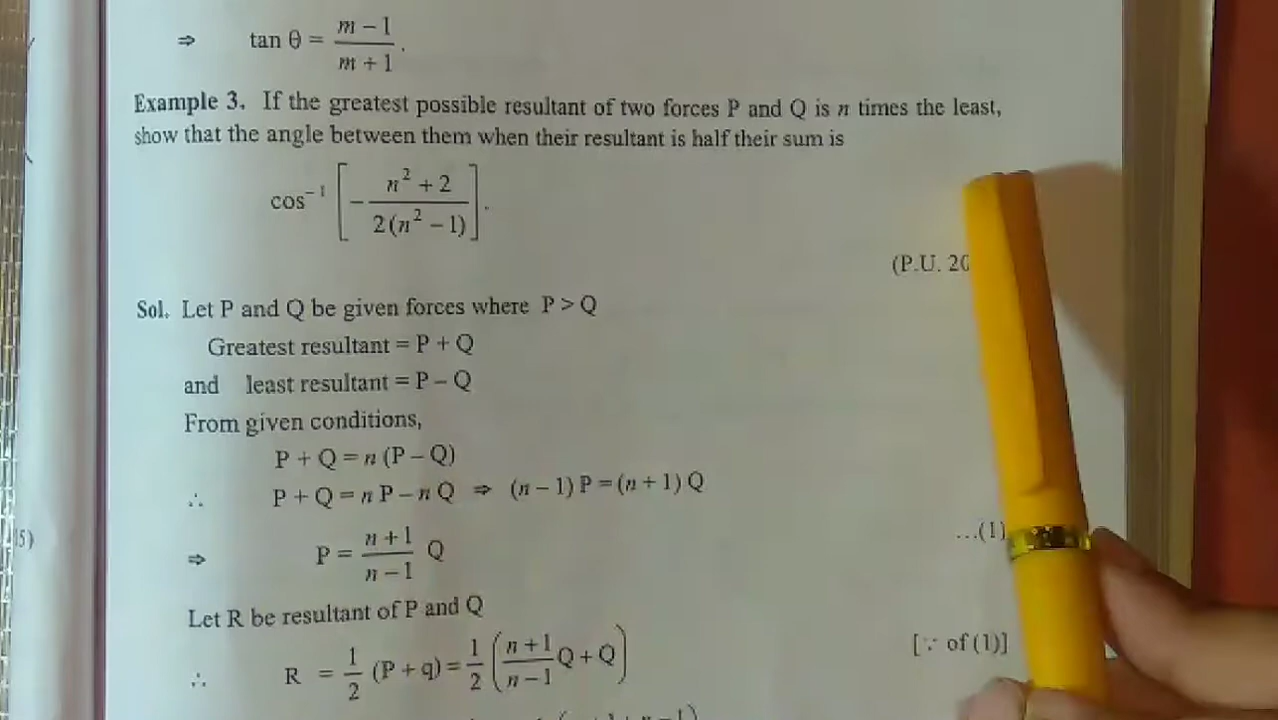 ⇒ tan θ = (m − 1)/(m + 1).
Example 3. If the greatest possible resultant of two forces P and Q is n times the least,
show that the angle between them when their resultant is half their sum is
cos⁻¹ [−(n² + 2)/(2(n² − 1))].
(P.U. 20
Sol. Let P and Q be given forces where P > Q
Greatest resultant = P + Q
and least resultant = P − Q
From given conditions,
P + Q = n (P − Q)
∴ P + Q = n P − n Q ⇒ (n − 1) P = (n + 1) Q
5)
⇒ P = (n + 1)/(n − 1) Q ...(1)
Let R be resultant of P and Q
∴ R = 1/2 (P + q) = 1/2 ((n + 1)/(n − 1) Q + Q) [∵ of (1)]